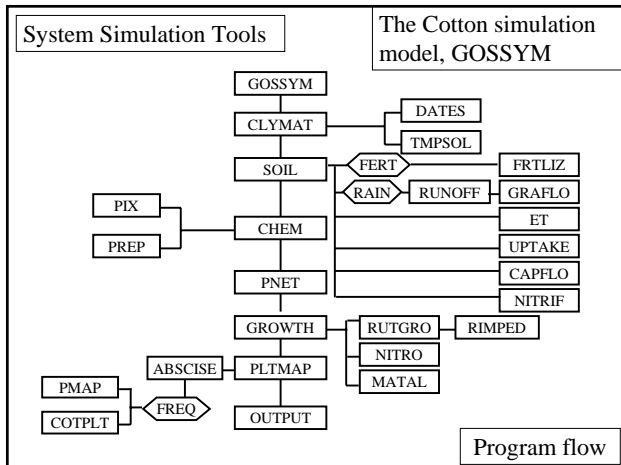 System Simulation Tools
The Cotton simulation
model, GOSSYM
GOSSYM
CLYMAT
DATES
TMPSOL
SOIL
FERT
FRTLIZ
RAIN
RUNOFF
GRAFLO
PIX
ET
PREP
CHEM
UPTAKE
CAPFLO
PNET
NITRIF
GROWTH
RUTGRO
RIMPED
NITRO
ABSCISE
PLTMAP
MATAL
PMAP
FREQ
COTPLT
OUTPUT
Program flow